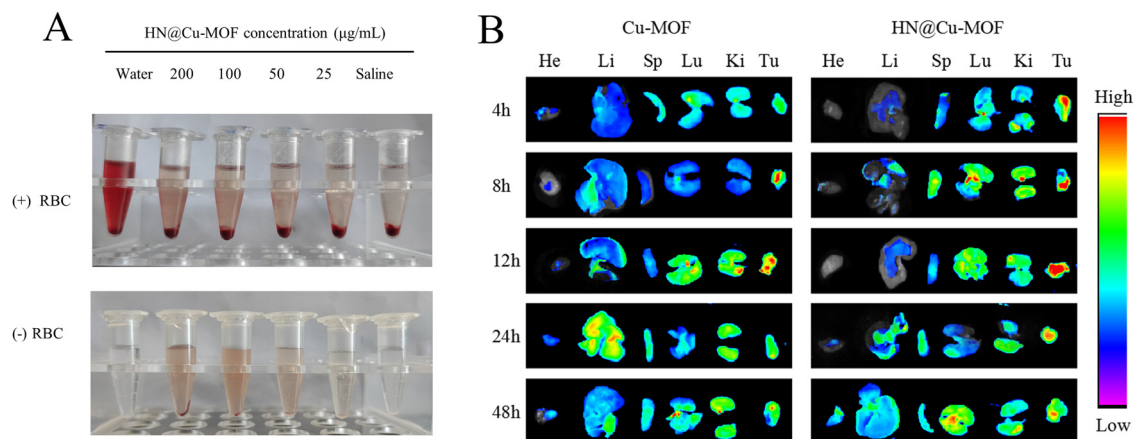 A
HN@Cu-MOF concentration (μg/mL)
Water 200 100 50 25 Saline
(+) RBC
(-) RBC
B
Cu-MOF HN@Cu-MOF
He Li Sp Lu Ki Tu He Li Sp Lu Ki Tu
4h
8h
12h
24h
48h
High
Low